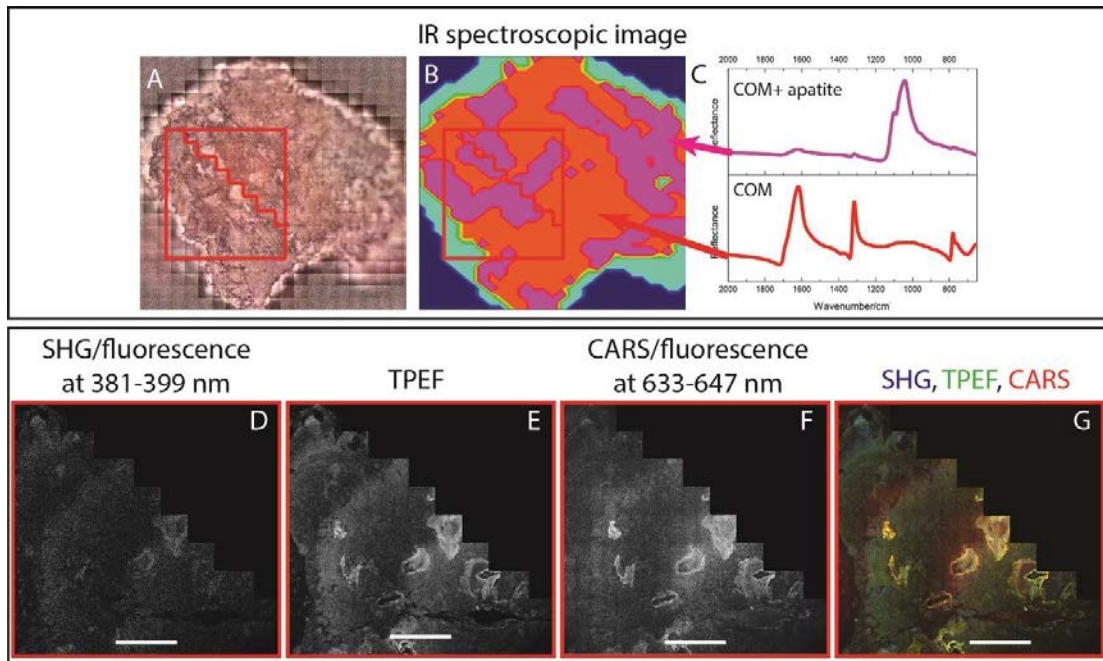 IR spectroscopic image
A
B
C
2000 1800 1600 1400 1200 1000 800
COM+ apatite
Reflectance
COM
Reflectance
2000 1800 1600 1400 1200 1000 800
Wavenumber/cm
SHG/fluorescence
at 381-399 nm
TPEF
CARS/fluorescence
at 633-647 nm
SHG, TPEF, CARS
D
E
F
G